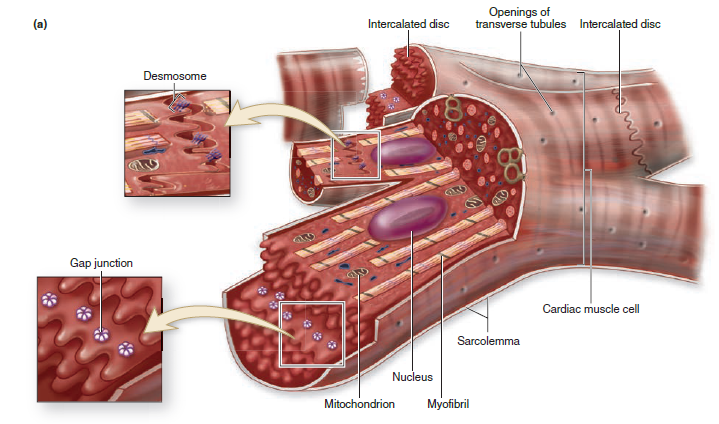 (a)
Intercalated disc
Openings of
transverse tubules
Intercalated disc
Desmosome
Gap junction
Cardiac muscle cell
Sarcolemma
Nucleus
Mitochondrion
Myofibril